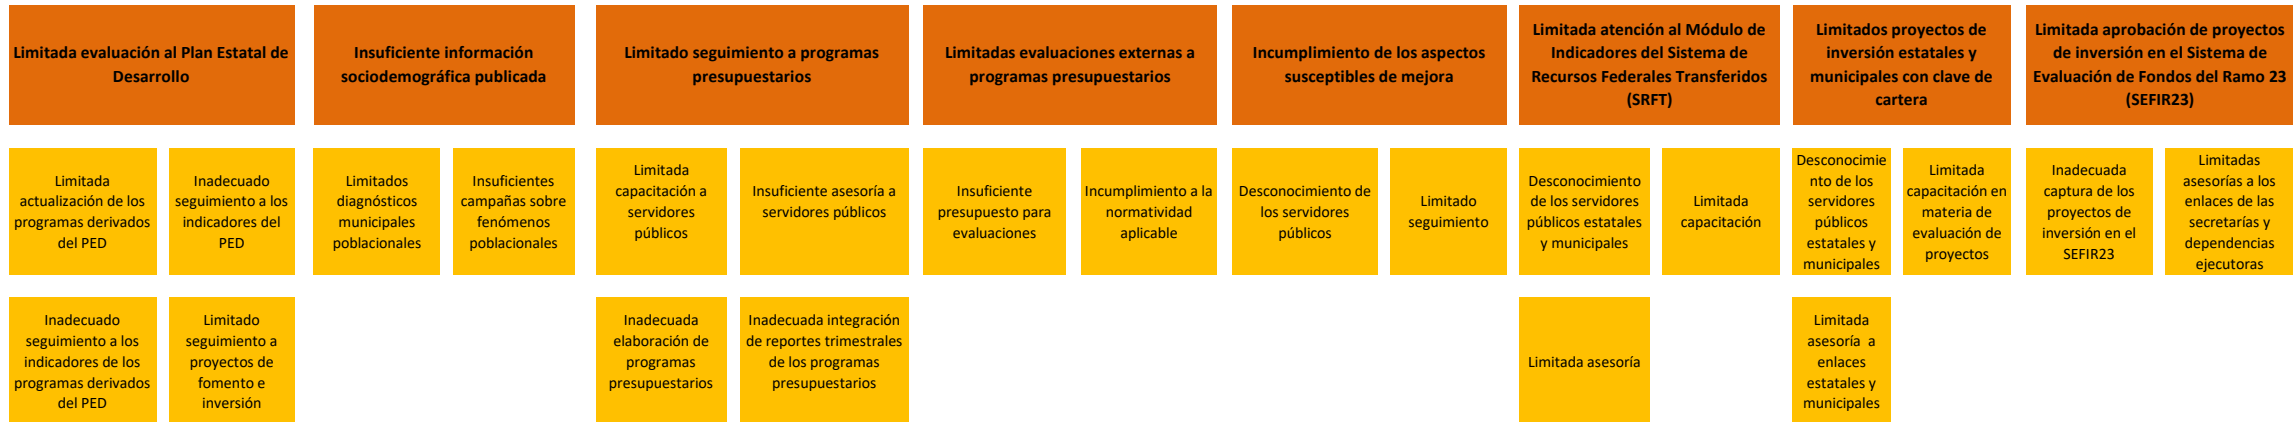 Limitada evaluación al Plan Estatal de
Desarrollo
Insuficiente información
sociodemográfica publicada
Limitado seguimiento a programas
presupuestarios
Limitadas evaluaciones externas a
programas presupuestarios
Incumplimiento de los aspectos
susceptibles de mejora
Limitada atención al Módulo de
Indicadores del Sistema de
Recursos Federales Transferidos
(SRFT)
Limitados proyectos de
inversión estatales y
municipales con clave de
cartera
Limitada aprobación de proyectos
de inversión en el Sistema de
Evaluación de Fondos del Ramo 23
(SEFIR23)
Limitada
actualización de los
programas derivados
del PED
Inadecuado
seguimiento a los
indicadores del
PED
Limitados
diagnósticos
municipales
poblacionales
Insuficientes
campañas sobre
fenómenos
poblacionales
Limitada
capacitación a
servidores
públicos
Insuficiente asesoría a
servidores públicos
Insuficiente
presupuesto para
evaluaciones
Incumplimiento a la
normatividad
aplicable
Desconocimiento de
los servidores
públicos
Limitado
seguimiento
Desconocimiento
de los servidores
públicos estatales
y municipales
Limitada
capacitación
Desconocimie
nto de los
servidores
públicos
estatales y
municipales
Limitada
capacitación en
materia de
evaluación de
proyectos
Inadecuada
captura de los
proyectos de
inversión en el
SEFIR23
Limitadas
asesorías a los
enlaces de las
secretarías y
dependencias
ejecutoras
Inadecuado
seguimiento a los
indicadores de los
programas derivados
del PED
Limitado
seguimiento a
proyectos de
fomento e
inversión
Inadecuada
elaboración de
programas
presupuestarios
Inadecuada integración
de reportes trimestrales
de los programas
presupuestarios
Limitada asesoría
Limitada
asesoría a
enlaces
estatales y
municipales